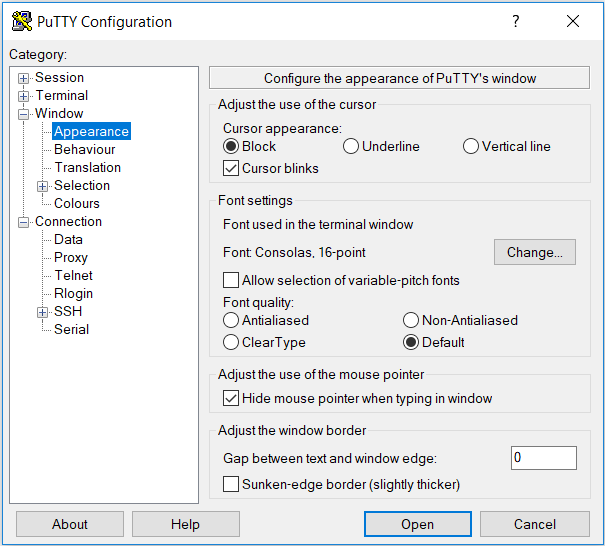 PuTTY Configuration
Category:
Session
Terminal
Window
Appearance
Behaviour
Translation
Selection
Colours
Connection
Data
Proxy
Telnet
Rlogin
SSH
Serial
Configure the appearance of PuTTY's window
Adjust the use of the cursor
Cursor appearance:
Block Underline Vertical line
Cursor blinks
Font settings
Font used in the terminal window
Font: Consolas, 16-point Change...
Allow selection of variable-pitch fonts
Font quality:
Antialiased Non-Antialiased
ClearType Default
Adjust the use of the mouse pointer
Hide mouse pointer when typing in window
Adjust the window border
Gap between text and window edge: 0
Sunken-edge border (slightly thicker)
About Help Open Cancel